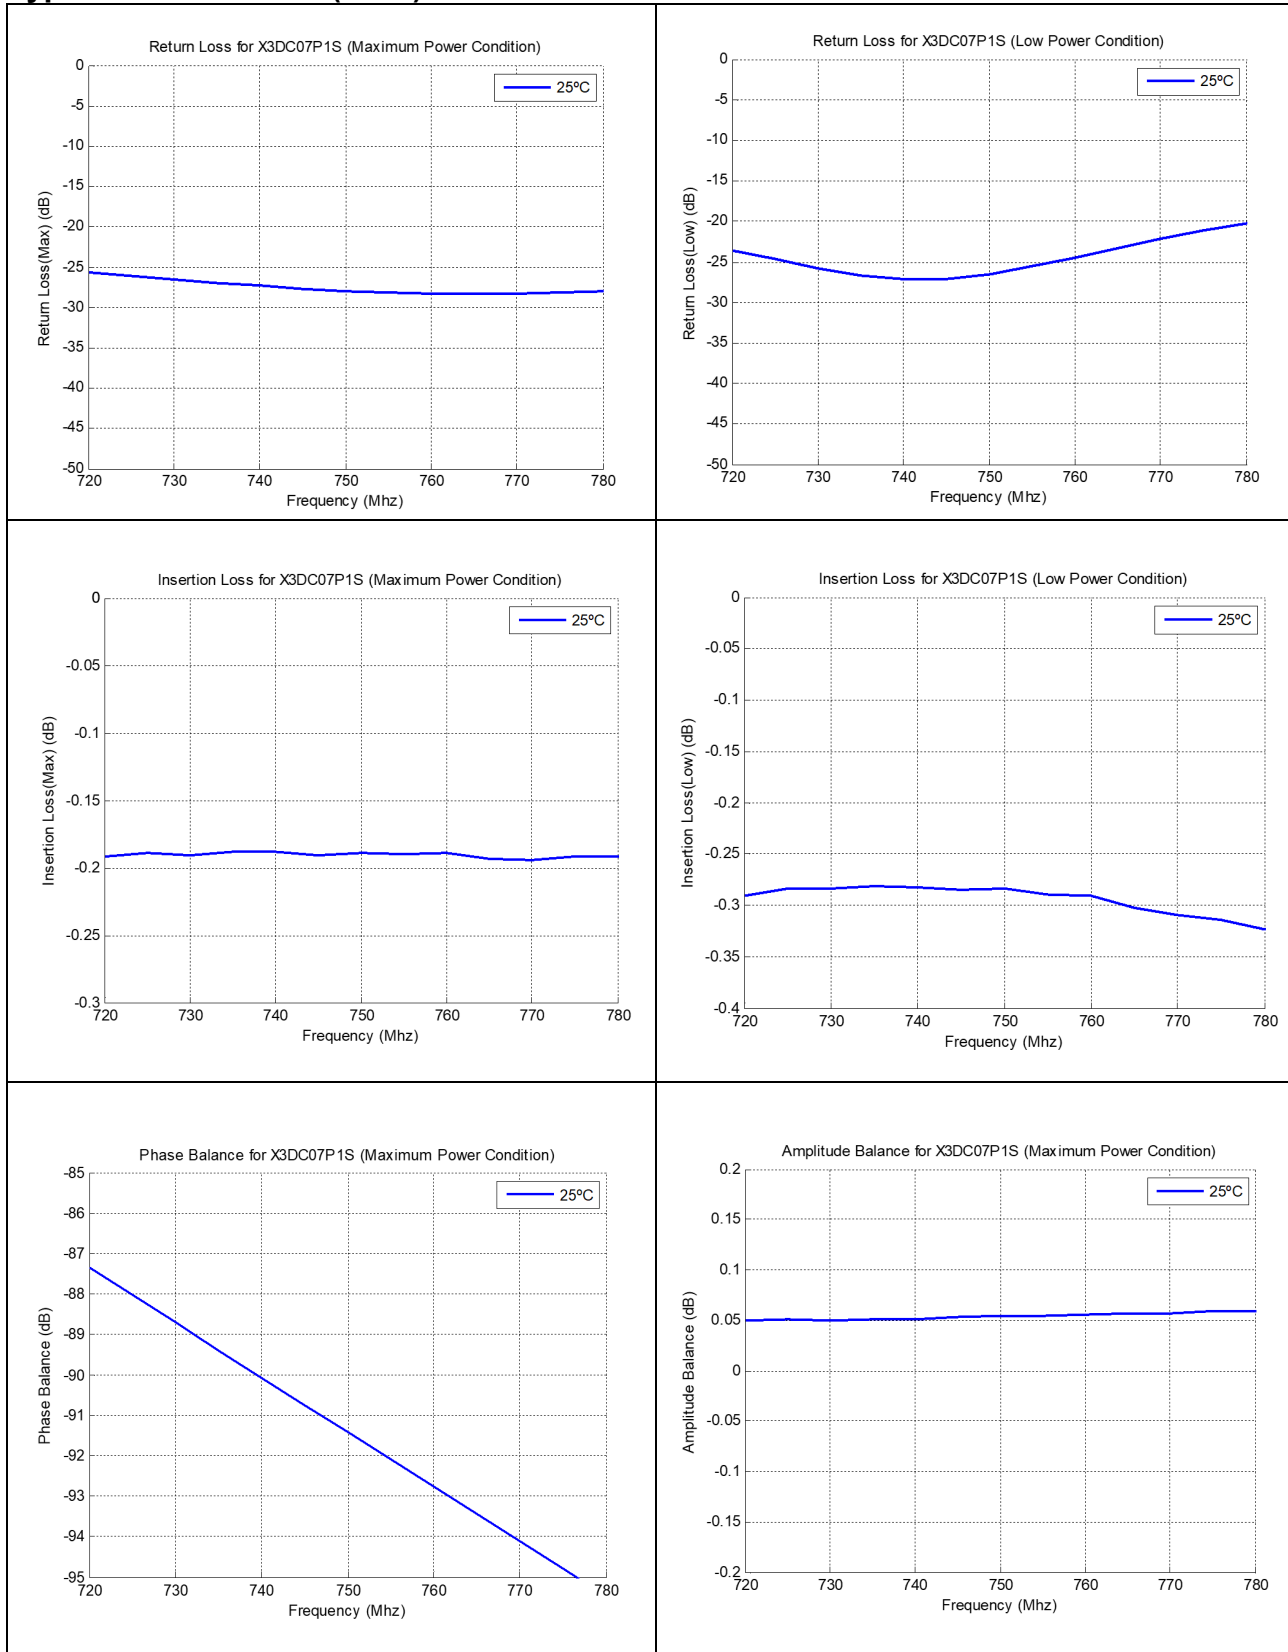 Return Loss for X3DC07P1S (Maximum Power Condition)
25ºC
Return Loss(Max) (dB)
0
-5
-10
-15
-20
-25
-30
-35
-40
-45
-50
720 730 740 750 760 770 780
Frequency (Mhz)
Return Loss for X3DC07P1S (Low Power Condition)
25ºC
Return Loss(Low) (dB)
0
-5
-10
-15
-20
-25
-30
-35
-40
-45
-50
720 730 740 750 760 770 780
Frequency (Mhz)
Insertion Loss for X3DC07P1S (Maximum Power Condition)
25ºC
Insertion Loss(Max) (dB)
0
-0.05
-0.1
-0.15
-0.2
-0.25
-0.3
720 730 740 750 760 770 780
Frequency (Mhz)
Insertion Loss for X3DC07P1S (Low Power Condition)
25ºC
Insertion Loss(Low) (dB)
0
-0.05
-0.1
-0.15
-0.2
-0.25
-0.3
-0.35
-0.4
720 730 740 750 760 770 780
Frequency (Mhz)
Phase Balance for X3DC07P1S (Maximum Power Condition)
25ºC
Phase Balance (dB)
-85
-86
-87
-88
-89
-90
-91
-92
-93
-94
-95
720 730 740 750 760 770 780
Frequency (Mhz)
Amplitude Balance for X3DC07P1S (Maximum Power Condition)
25ºC
Amplitude Balance (dB)
0.2
0.15
0.1
0.05
0
-0.05
-0.1
-0.15
-0.2
720 730 740 750 760 770 780
Frequency (Mhz)